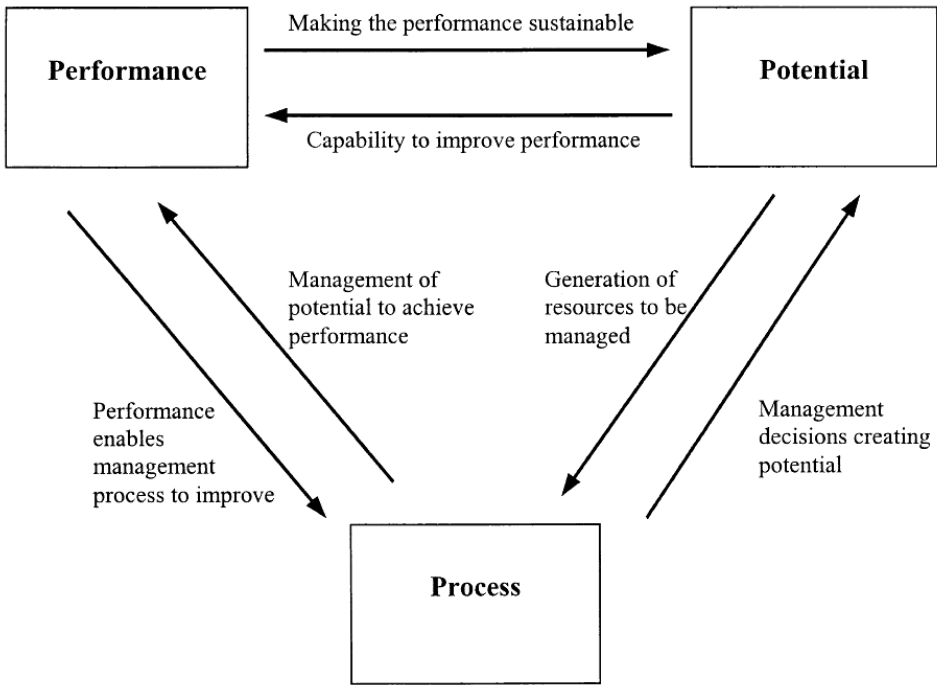 Making the performance sustainable
Performance
Potential
Capability to improve performance
Management of
potential to achieve
performance
Generation of
resources to be
managed
Performance
enables
management
process to improve
Management
decisions creating
potential
Process